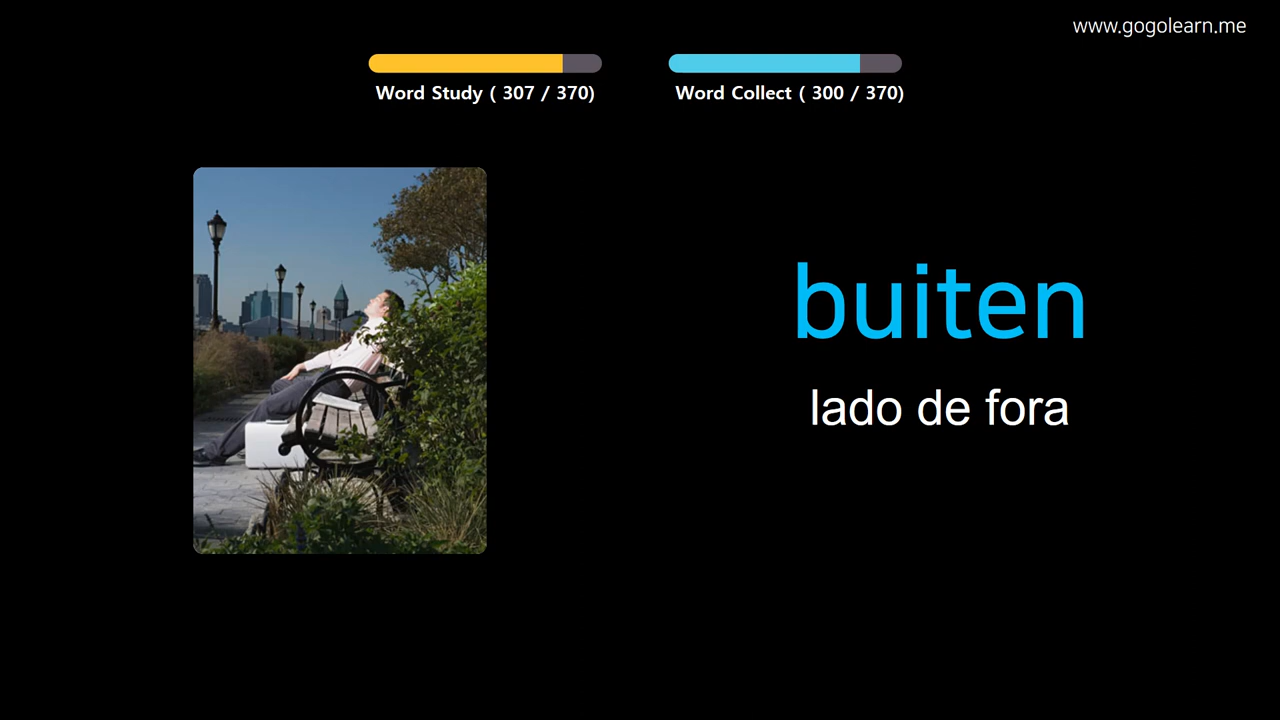 www.gogolearn.me
Word Study ( 307 / 370)
Word Collect ( 300 / 370)
buiten
lado de fora